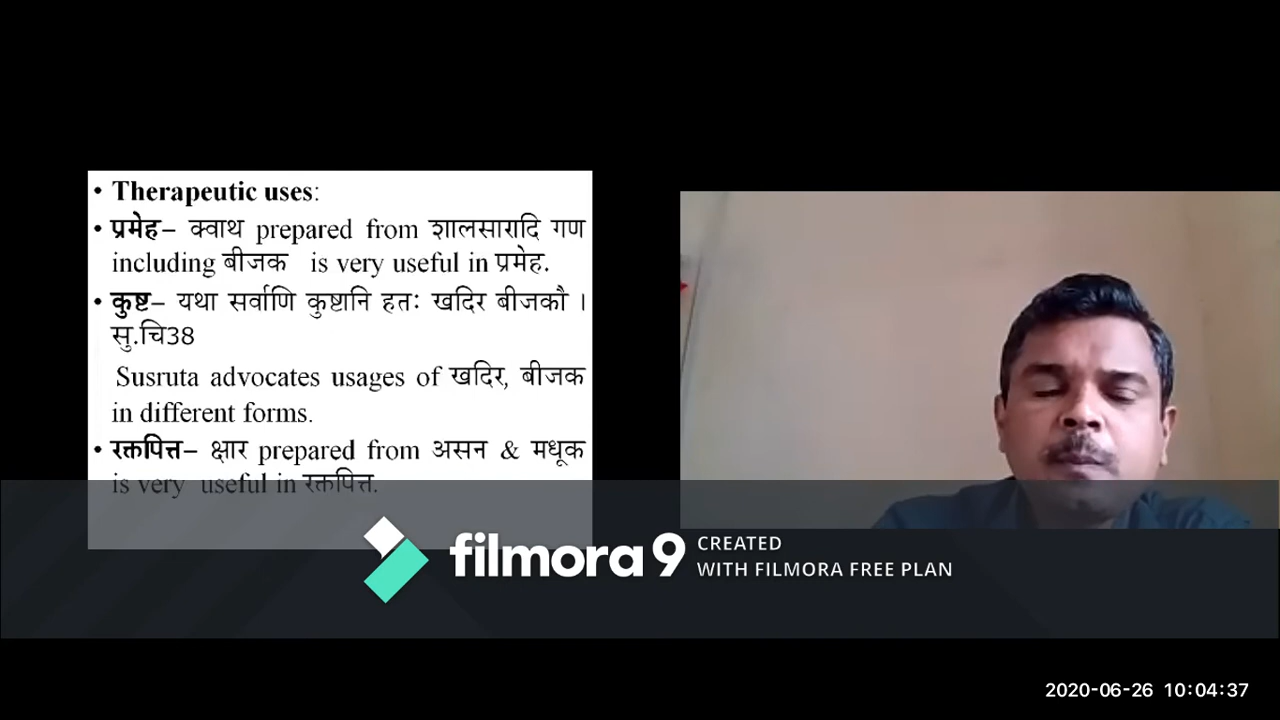 • Therapeutic uses:
• प्रमेह– क्वाथ prepared from शालसारादि गण
including बीजक is very useful in प्रमेह.
• कुष्ट– यथा सर्वाणि कुष्टानि हतः खदिर बीजकौ ।
सु.चि38
Susruta advocates usages of खदिर, बीजक
in different forms.
• रक्तपित्त– क्षार prepared from असन & मधूक
is very useful in रक्तपित्त.
filmora 9
CREATED
WITH FILMORA FREE PLAN
2020-06-26 10:04:37